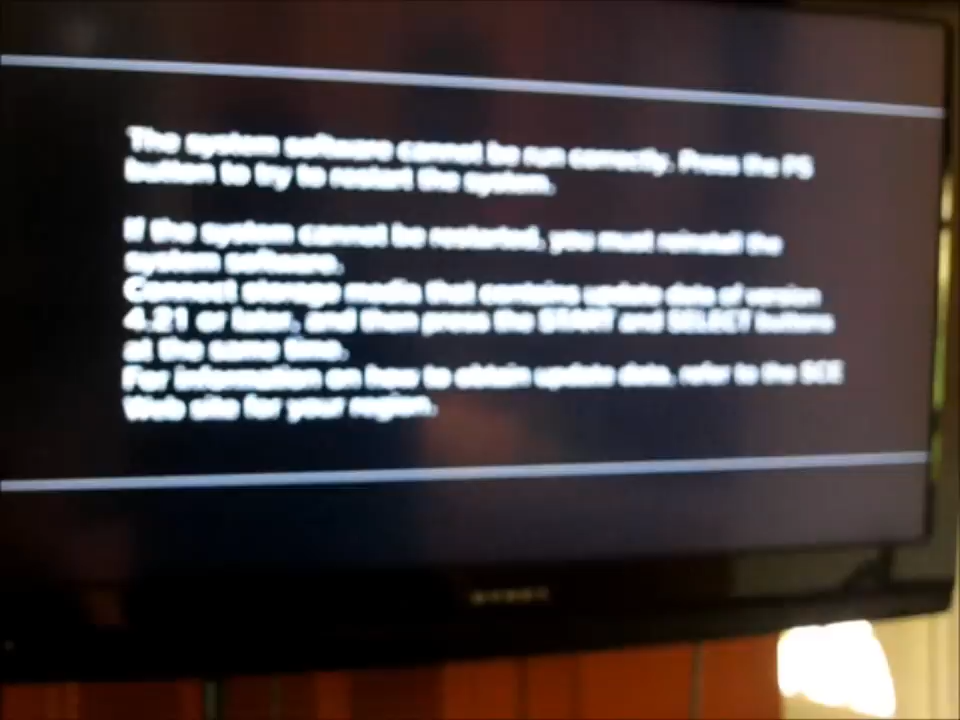 The system software cannot be run correctly. Press the PS
button to try to restart the system.
If the system cannot be restarted, you must reinstall the
system software.
Connect storage media that contains update data of version
4.21 or later, and then press the START and SELECT buttons
at the same time.
For information on how to obtain update data, refer to the SCE
Web site for your region.